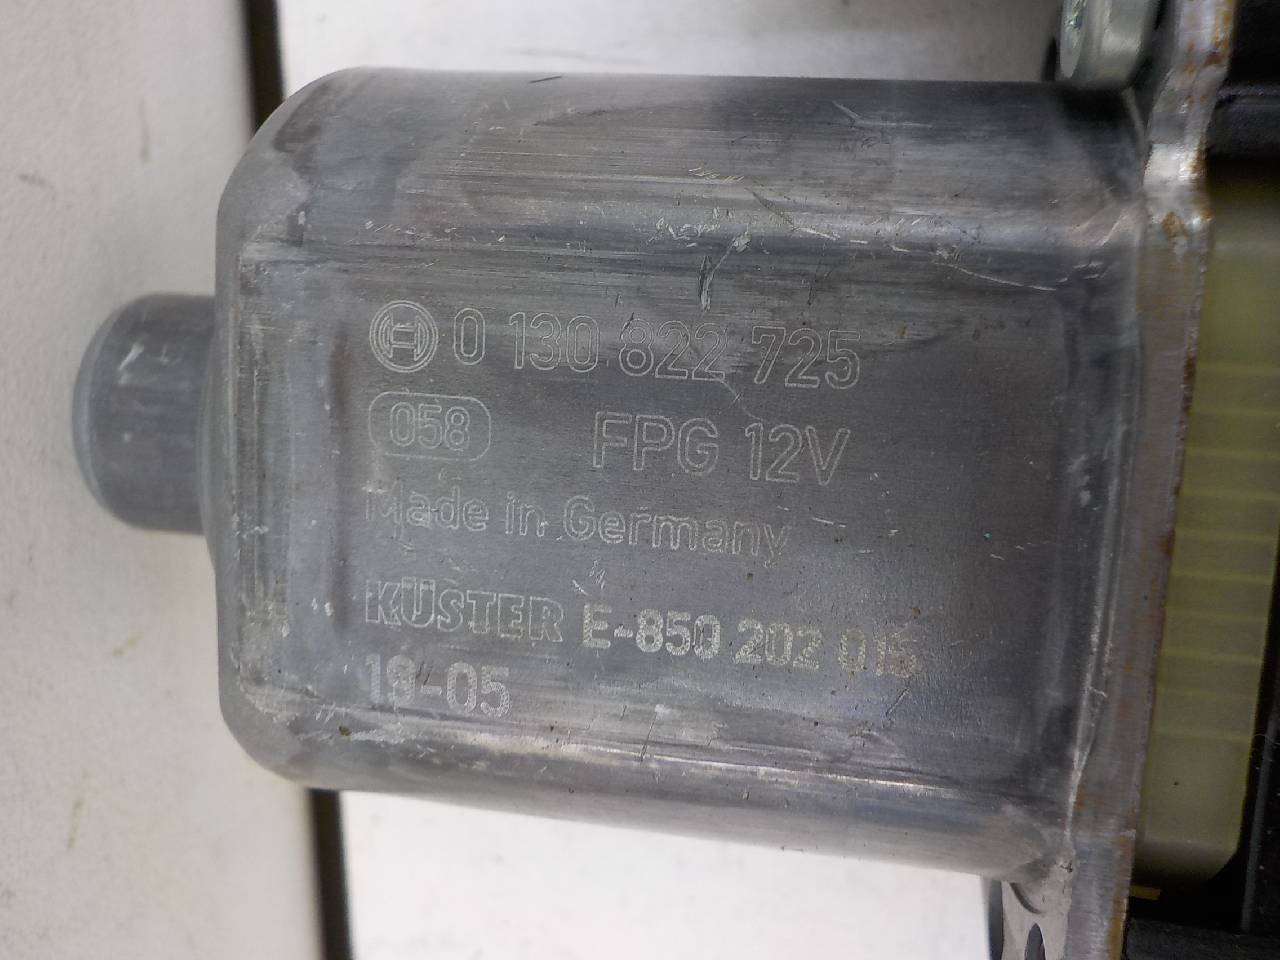 0 130 822 725
058 FPG 12V
Made in Germany
KÜSTER E-850 202 015
19-05